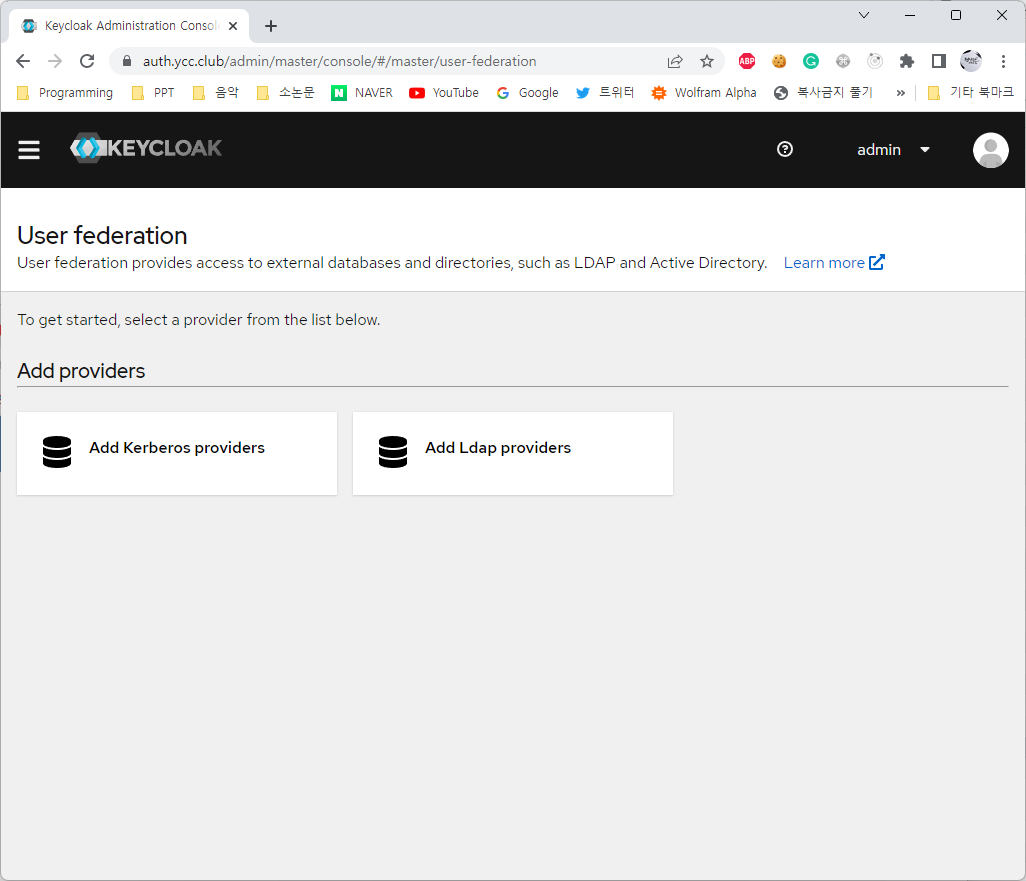 Keycloak Administration Consol
auth.ycc.club/admin/master/console/#/master/user-federation
ABP
Programming PPT 음악 소논문 N NAVER YouTube Google 트위터 Wolfram Alpha 복사금지 풀기 » 기타 북마크
KEYCLOAK admin
User federation
User federation provides access to external databases and directories, such as LDAP and Active Directory. Learn more
To get started, select a provider from the list below.
Add providers
Add Kerberos providers Add Ldap providers